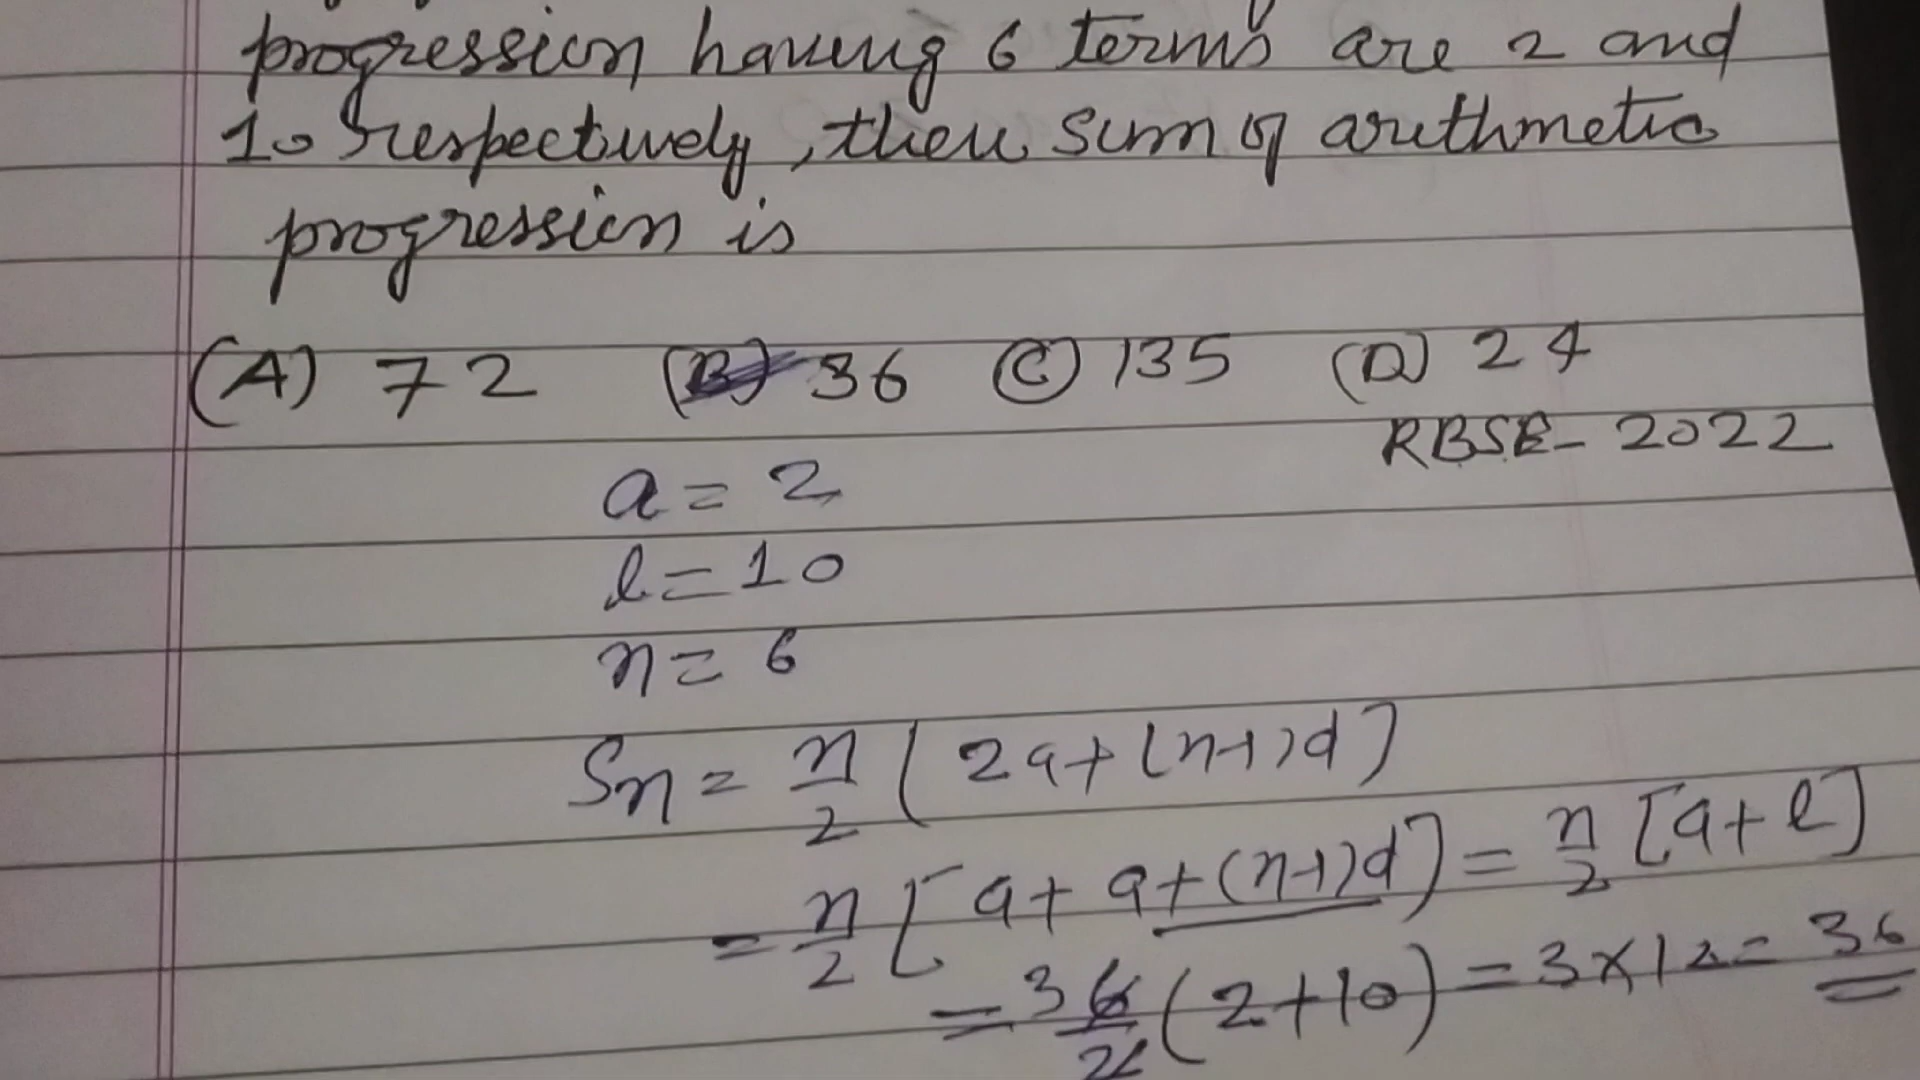 progression having 6 terms are 2 and
10 respectively, then sum of arithmetic
progression is
(A) 72 (B) 36 (C) 135 (D) 24
RBSE- 2022
a = 2
l = 10
n = 6
Sn = n/2 [2a+(n-1)d]
= n/2 [a+a+(n-1)d] = n/2 [a+l]
= 3 6/2 (2+10) = 3×12 = 36